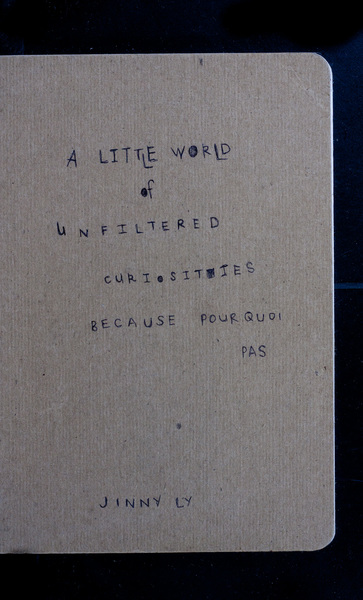 A LITTLE WORLD
of
UNFILTERED
CURIOSITIES
BECAUSE POURQUOI
PAS
JINNY LY